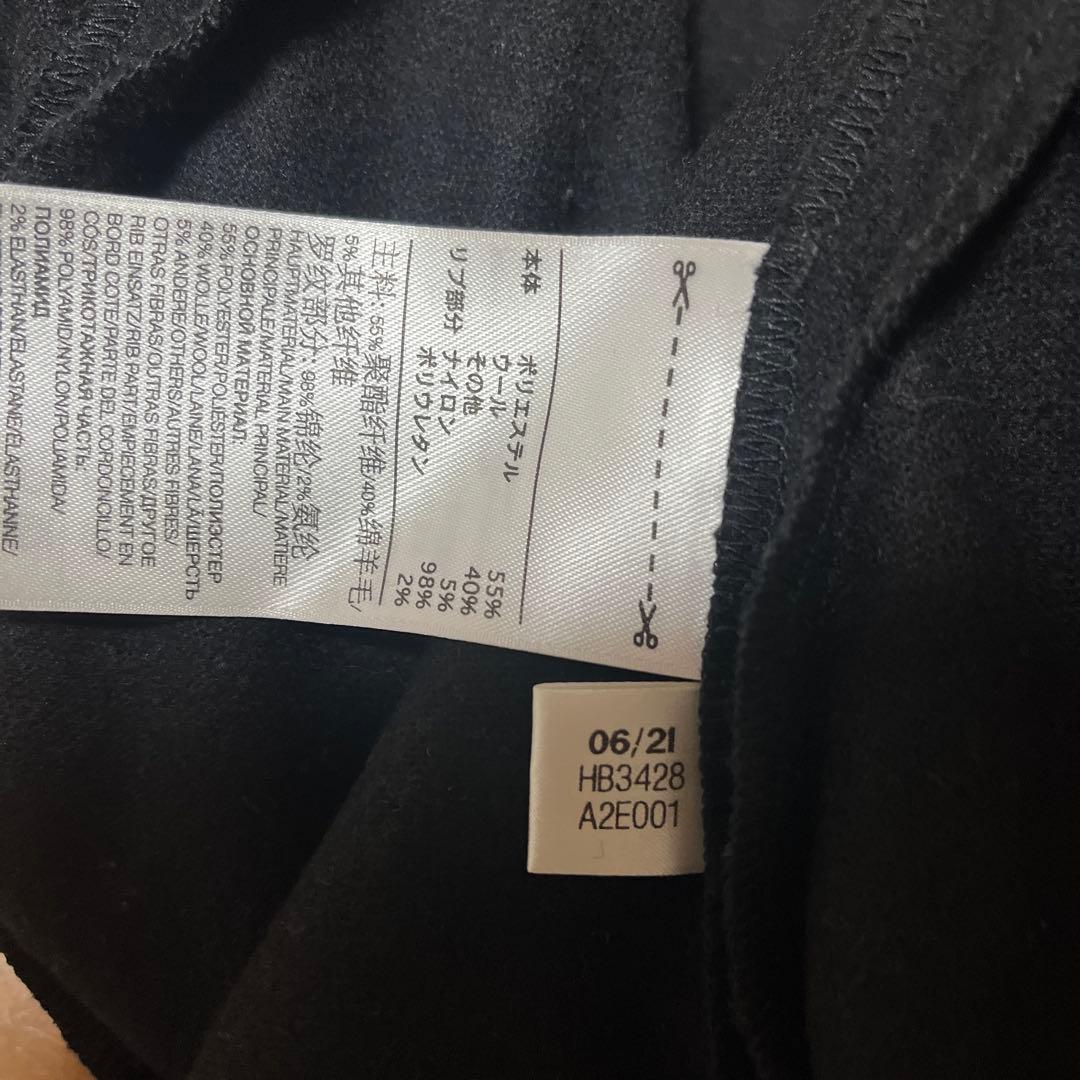 本体 ポリエステル 55%
ウール 40%
その他 5%
リブ部分 ナイロン 98%
ポリウレタン 2%
主料: 55%聚酯纤维/40%绵羊毛/
5%其他纤维
罗纹部分: 98%锦纶/2%氨纶
HAUPTMATERIAL/MAIN MATERIAL/MATIERE
PRINCIPALE/MATERIAL PRINCIPAL/
ОСНОВНОЙ МАТЕРИАЛ:
55% POLYESTER/POLIESTER/ПОЛИЭСТЕР
40% WOLLE/WOOL/LAINE/LANA/LÃ/ШЕРСТЬ
5% ANDERE/OTHERS/AUTRES FIBRES/
OTRAS FIBRAS/OUTRAS FIBRAS/ДРУГОЕ
RIBEINSATZ/RIB PART/EMPIECEMENT EN
BORD COTE/PARTE DEL CORDONCILLO/
CÓS/ТРИКОТАЖНАЯ ЧАСТЬ:
98% POLYAMID/NYLON/POLIAMIDA/
ПОЛИАМИД
2% ELASTHAN/ELASTANE/ELASTHANNE/
06/21
HB3428
A2E001